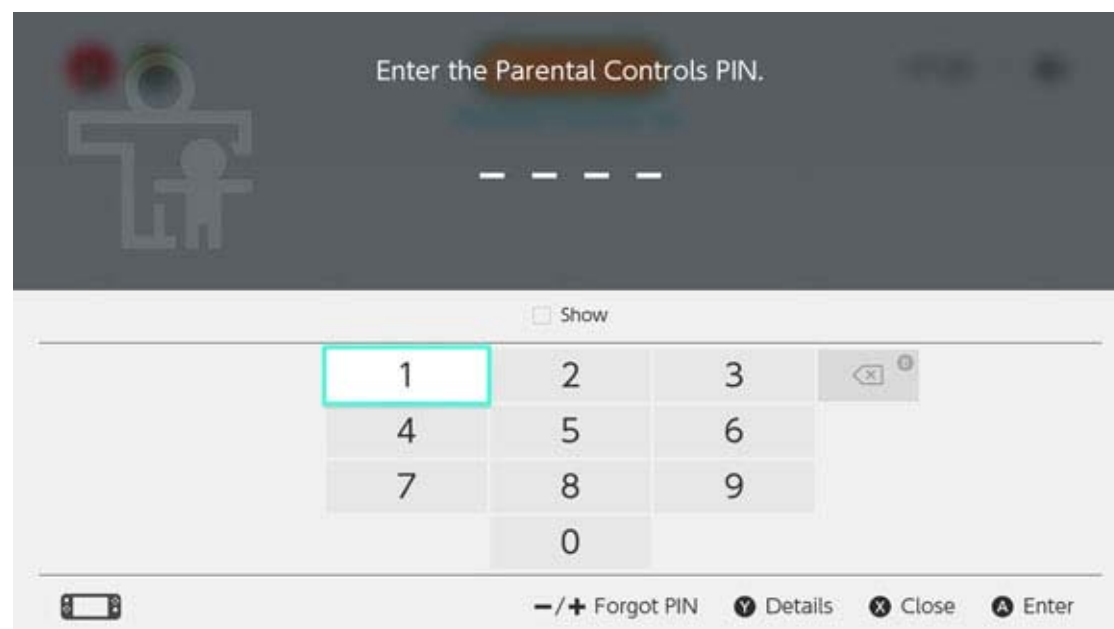 Enter the Parental Controls PIN.
Show
1 2 3
4 5 6
7 8 9
0
−/+ Forgot PIN Y Details X Close A Enter